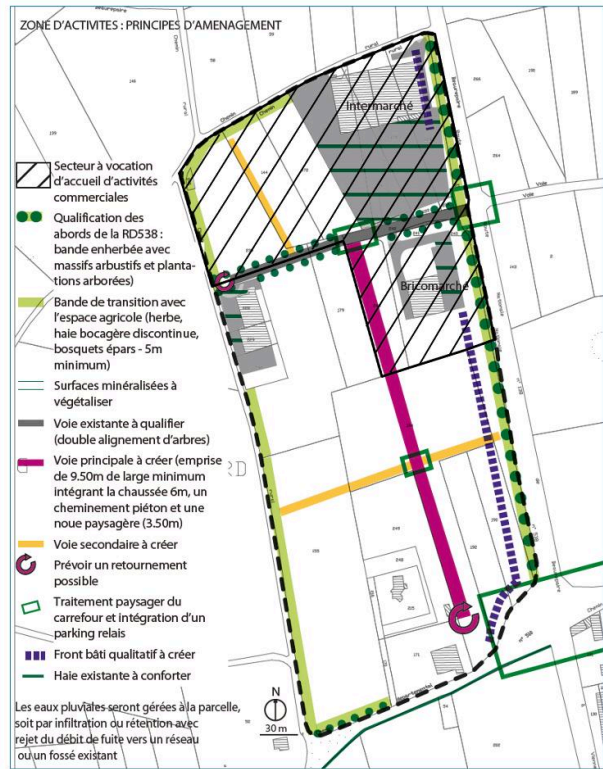 ZONE D'ACTIVITES : PRINCIPES D'AMENAGEMENT
Intermarché
Bricomarché
Secteur à vocation
d'accueil d'activités
commerciales
Qualification des
abords de la RD538 :
bande enherbée avec
massifs arbustifs et planta-
tions arborées)
Bande de transition avec
l'espace agricole (herbe,
haie bocagère discontinue,
bosquets épars - 5m
minimum)
Surfaces minéralisées à
végétaliser
Voie existante à qualifier
(double alignement d'arbres)
Voie principale à créer (emprise
de 9.50m de large minimum
intégrant la chaussée 6m, un
cheminement piéton et une
noue paysagère (3.50m)
Voie secondaire à créer
Prévoir un retournement
possible
Traitement paysager du
carrefour et intégration d'un
parking relais
Front bâti qualitatif à créer
Haie existante à conforter
Les eaux pluviales seront gérées à la parcelle,
soit par infiltration ou rétention avec
rejet du débit de fuite vers un réseau
ou un fossé existant
N
30 m